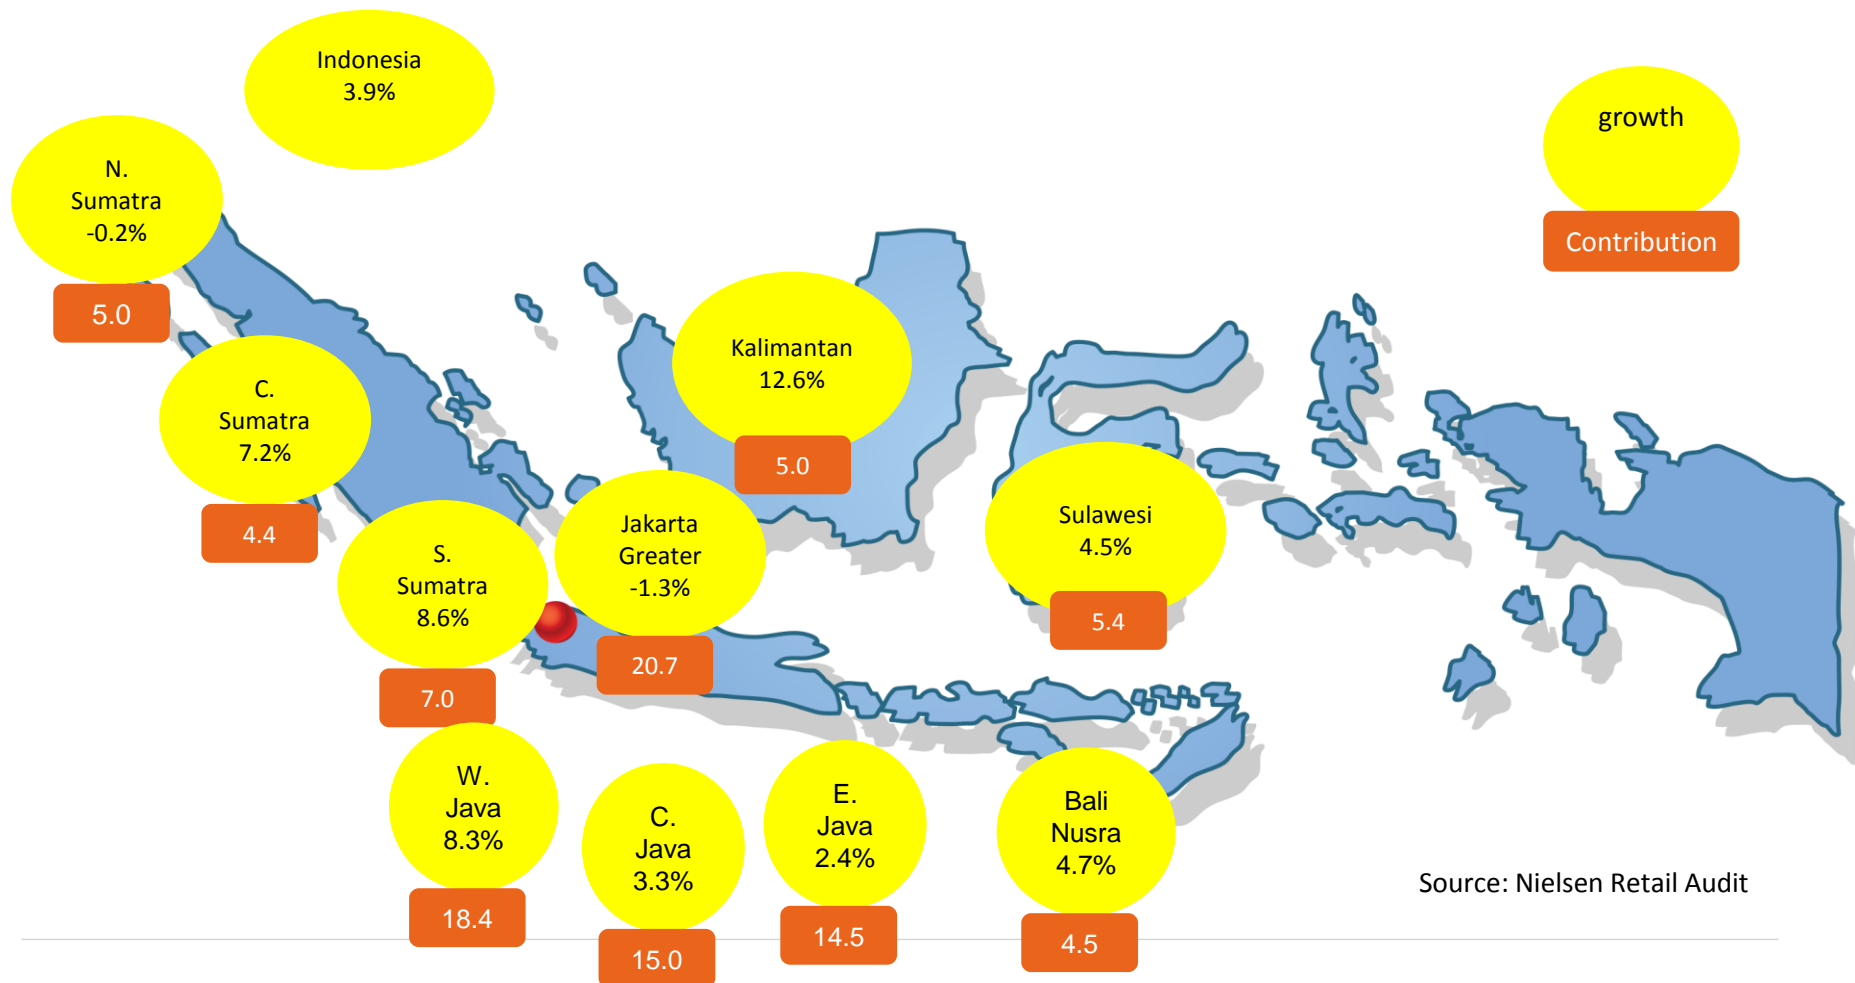 Indonesia
3.9%
growth
Contribution
N.
Sumatra
-0.2%
5.0
C.
Sumatra
7.2%
4.4
Kalimantan
12.6%
5.0
S.
Sumatra
8.6%
7.0
Jakarta
Greater
-1.3%
20.7
Sulawesi
4.5%
5.4
W.
Java
8.3%
18.4
C.
Java
3.3%
15.0
E.
Java
2.4%
14.5
Bali
Nusra
4.7%
4.5
Source: Nielsen Retail Audit